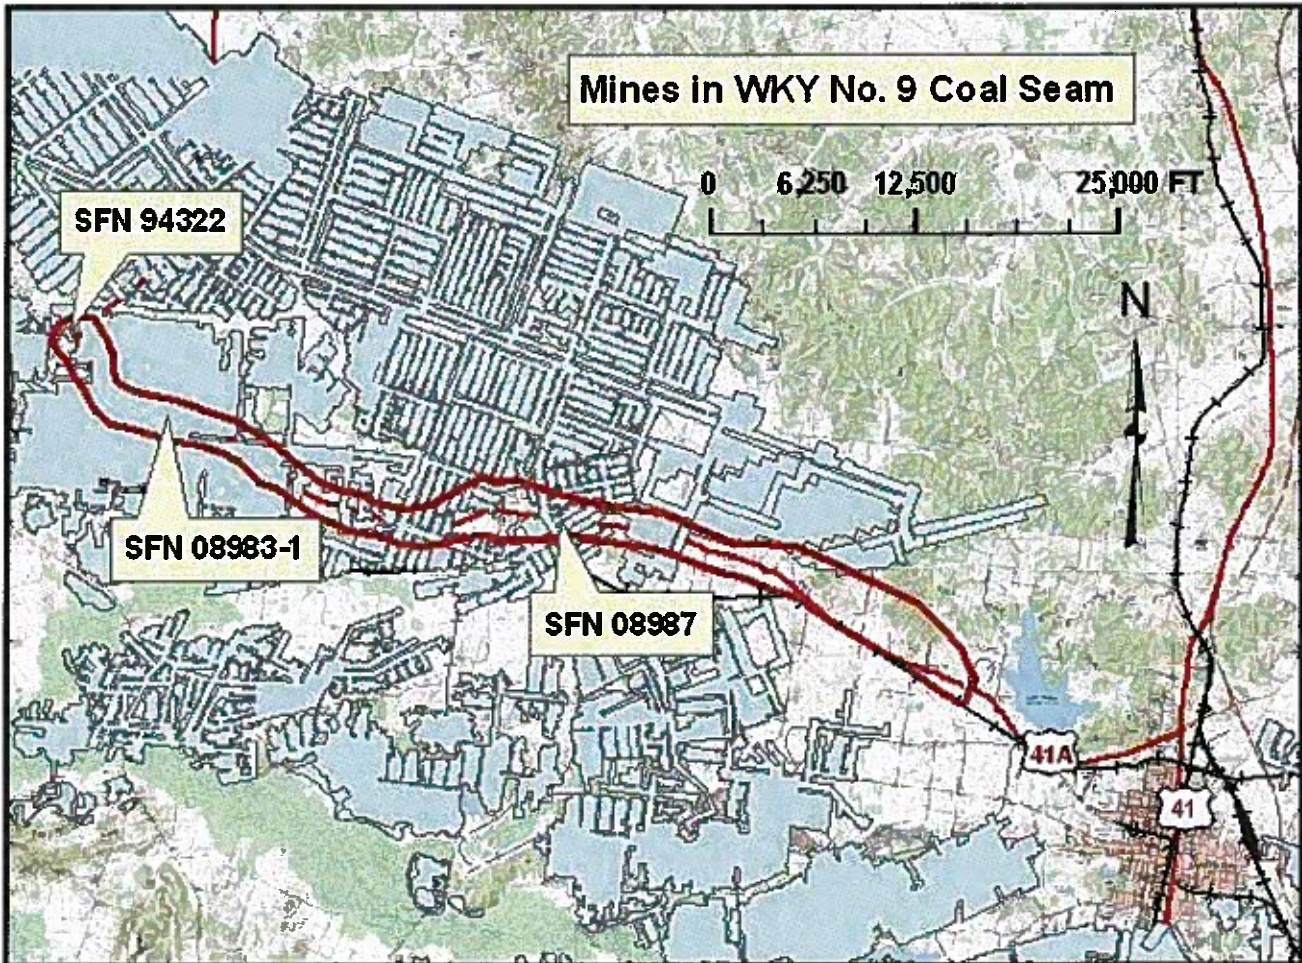 Mines in WKY No. 9 Coal Seam
0 6,250 12,500 25,000 FT
SFN 94322
N
SFN 08983-1
SFN 08987
41A
41